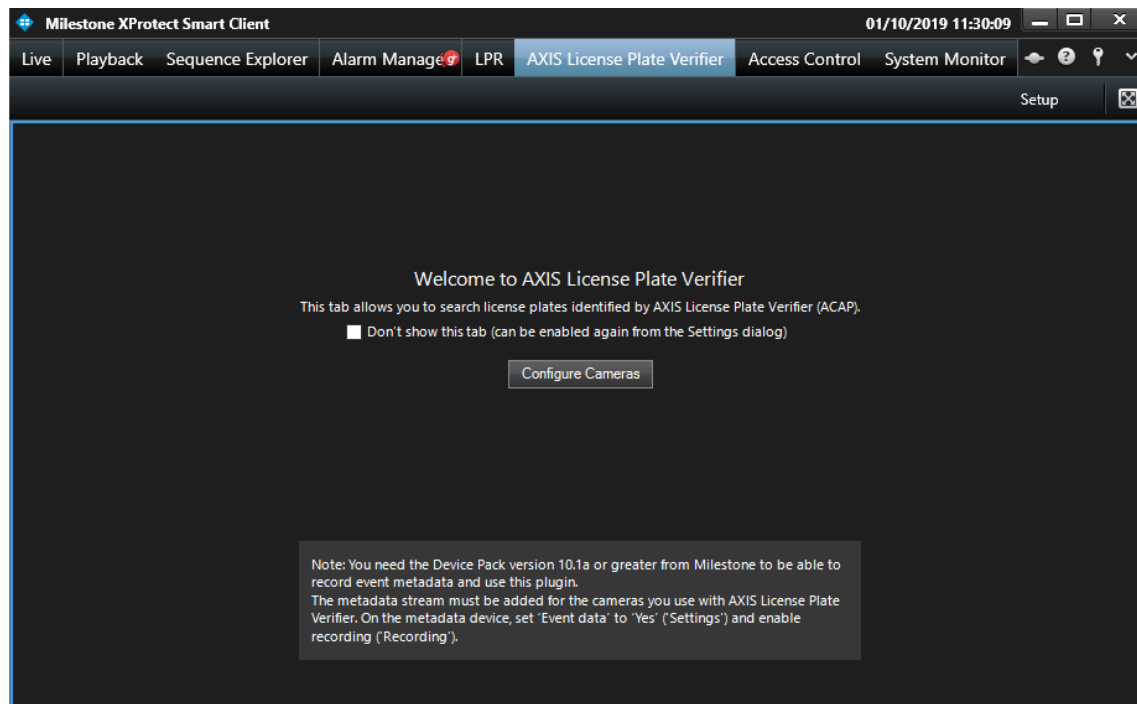 Milestone XProtect Smart Client 01/10/2019 11:30:09
Live Playback Sequence Explorer Alarm Manager LPR AXIS License Plate Verifier Access Control System Monitor
Setup
Welcome to AXIS License Plate Verifier
This tab allows you to search license plates identified by AXIS License Plate Verifier (ACAP).
Don't show this tab (can be enabled again from the Settings dialog)
Configure Cameras
Note: You need the Device Pack version 10.1a or greater from Milestone to be able to
record event metadata and use this plugin.
The metadata stream must be added for the cameras you use with AXIS License Plate
Verifier. On the metadata device, set 'Event data' to 'Yes' ('Settings') and enable
recording ('Recording').